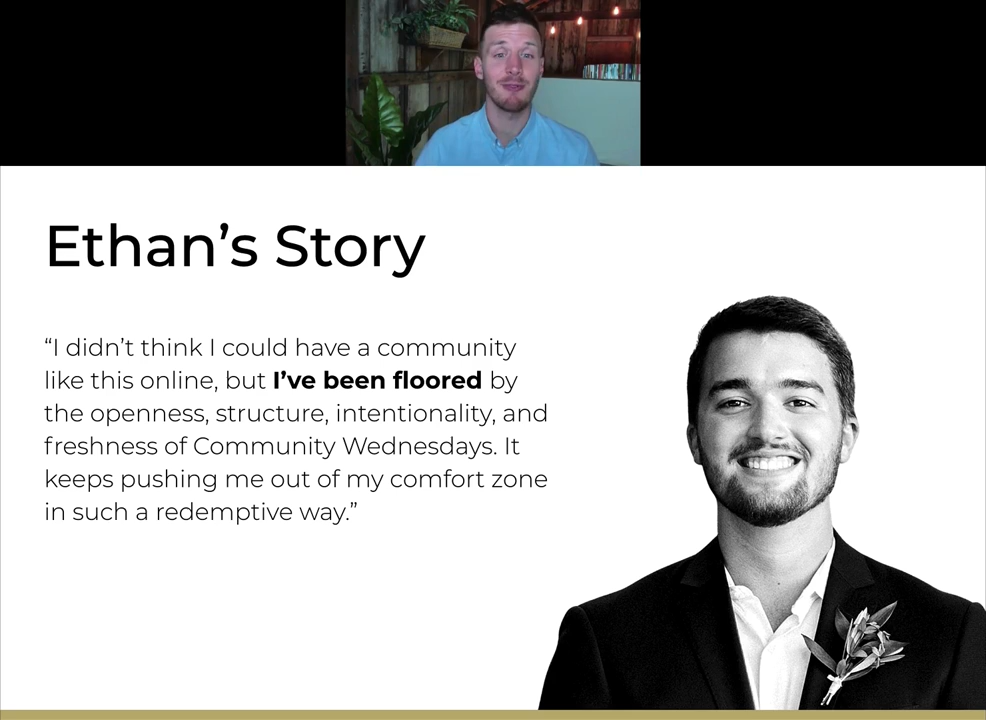 Ethan’s Story
“I didn’t think I could have a community
like this online, but I’ve been floored by
the openness, structure, intentionality, and
freshness of Community Wednesdays. It
keeps pushing me out of my comfort zone
in such a redemptive way.”